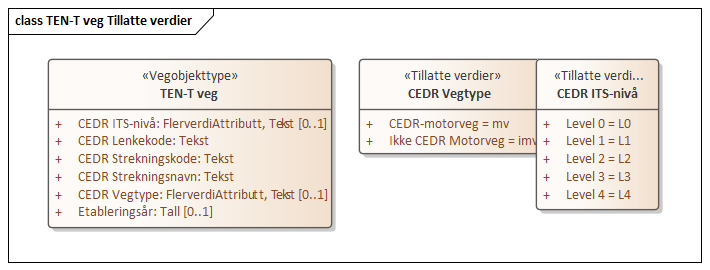 class TEN-T veg Tillatte verdier
«Vegobjekttype»
TEN-T veg
+ CEDR ITS-nivå: FlerverdiAttributt, Tekst [0..1]
+ CEDR Lenkekode: Tekst
+ CEDR Strekningskode: Tekst
+ CEDR Strekningsnavn: Tekst
+ CEDR Vegtype: FlerverdiAttributt, Tekst [0..1]
+ Etableringsår: Tall [0..1]
«Tillatte verdier»
CEDR Vegtype
+ CEDR-motorveg = mv
+ Ikke CEDR Motorveg = imv
«Tillatte verdi...
CEDR ITS-nivå
+ Level 0 = L0
+ Level 1 = L1
+ Level 2 = L2
+ Level 3 = L3
+ Level 4 = L4